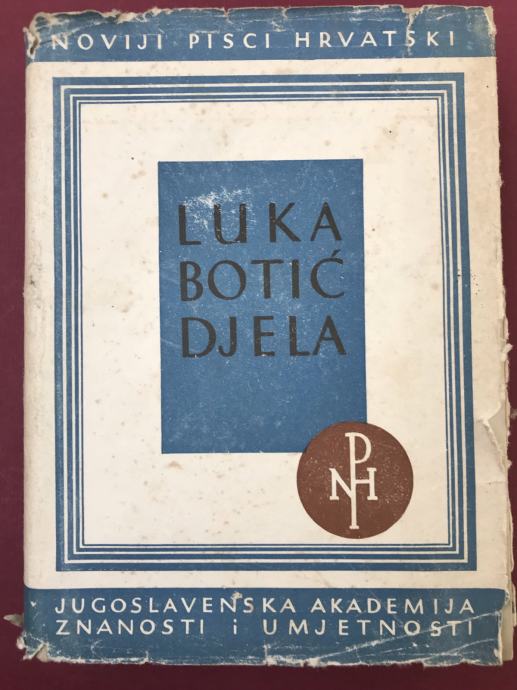 NOVIJI PISCI HRVATSKI
LUKA
BOTIĆ
DJELA
NPH
JUGOSLAVENSKA AKADEMIJA
ZNANOSTI i UMJETNOSTI